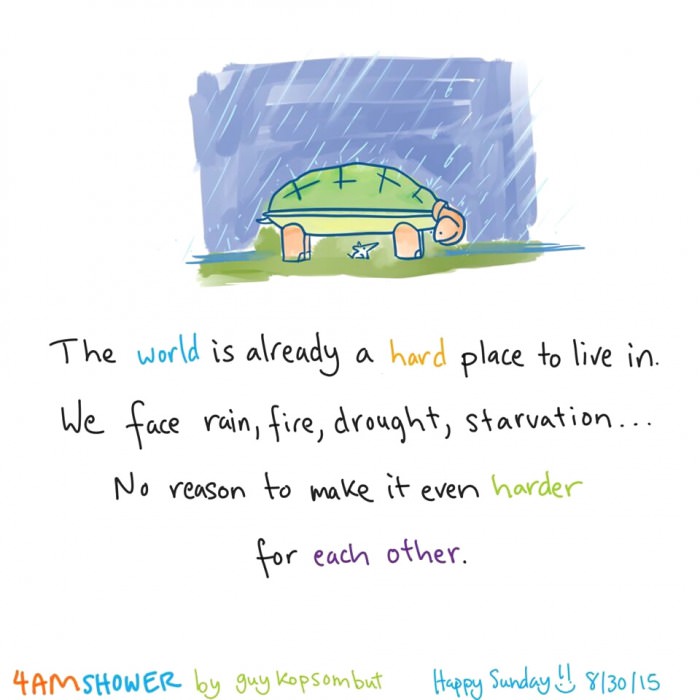 The world is already a hard place to live in.
We face rain, fire, drought, starvation...
No reason to make it even harder
for each other.
4AMSHOWER by guy kopsombut Happy Sunday!! 8/30/15